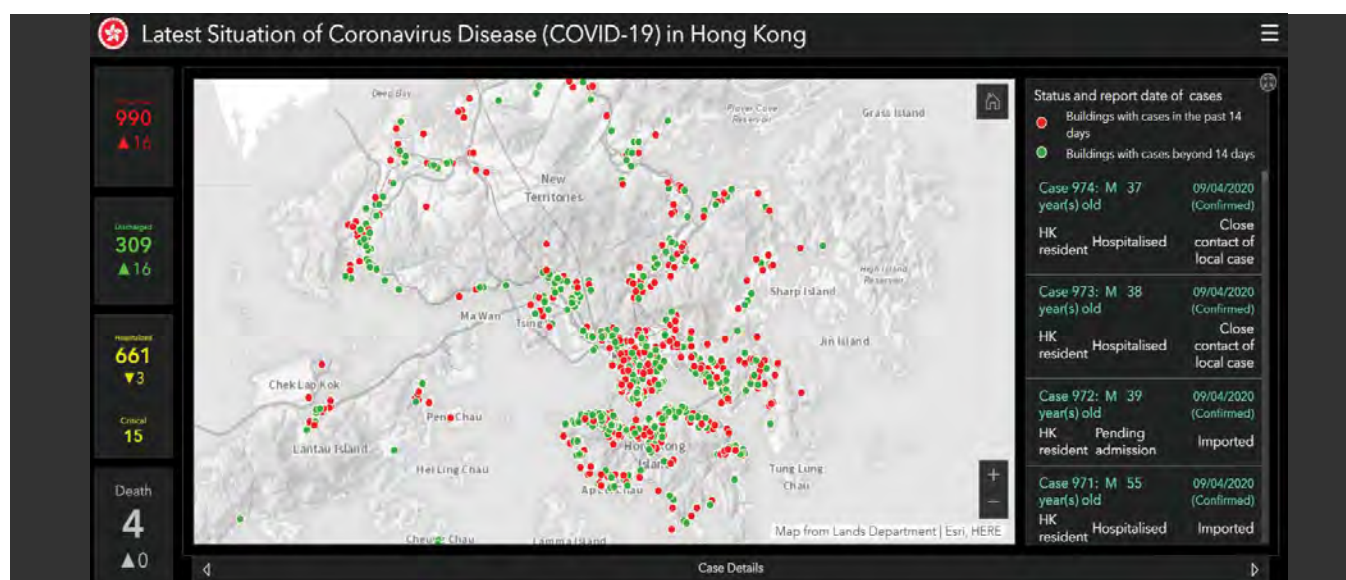 Latest Situation of Coronavirus Disease (COVID-19) in Hong Kong
990
▲16
Discharged
309
▲16
Hospitalised
661
▼3
Critical
15
Death
4
▲0
Deep Bay
Plover Cove
Reservoir
Grass Island
New
Territories
High Island
Reservoir
Sharp Island
Ma Wan
Tsing
Jin Island
Chek Lap Kok
Peng Chau
Lantau Island
Hei Ling Chau
Island
Tung Lung
Chau
Chau
Lamma Island
+
−
Map from Lands Department | Esri, HERE
Case Details
Status and report date of cases
Buildings with cases in the past 14
days
Buildings with cases beyond 14 days
Case 974: M 37
year(s) old
09/04/2020
(Confirmed)
HK
resident
Hospitalised
Close
contact of
local case
Case 973: M 38
year(s) old
09/04/2020
(Confirmed)
HK
resident
Hospitalised
Close
contact of
local case
Case 972: M 39
year(s) old
09/04/2020
(Confirmed)
HK
resident
Pending
admission
Imported
Case 971: M 55
year(s) old
09/04/2020
(Confirmed)
HK
resident
Hospitalised
Imported